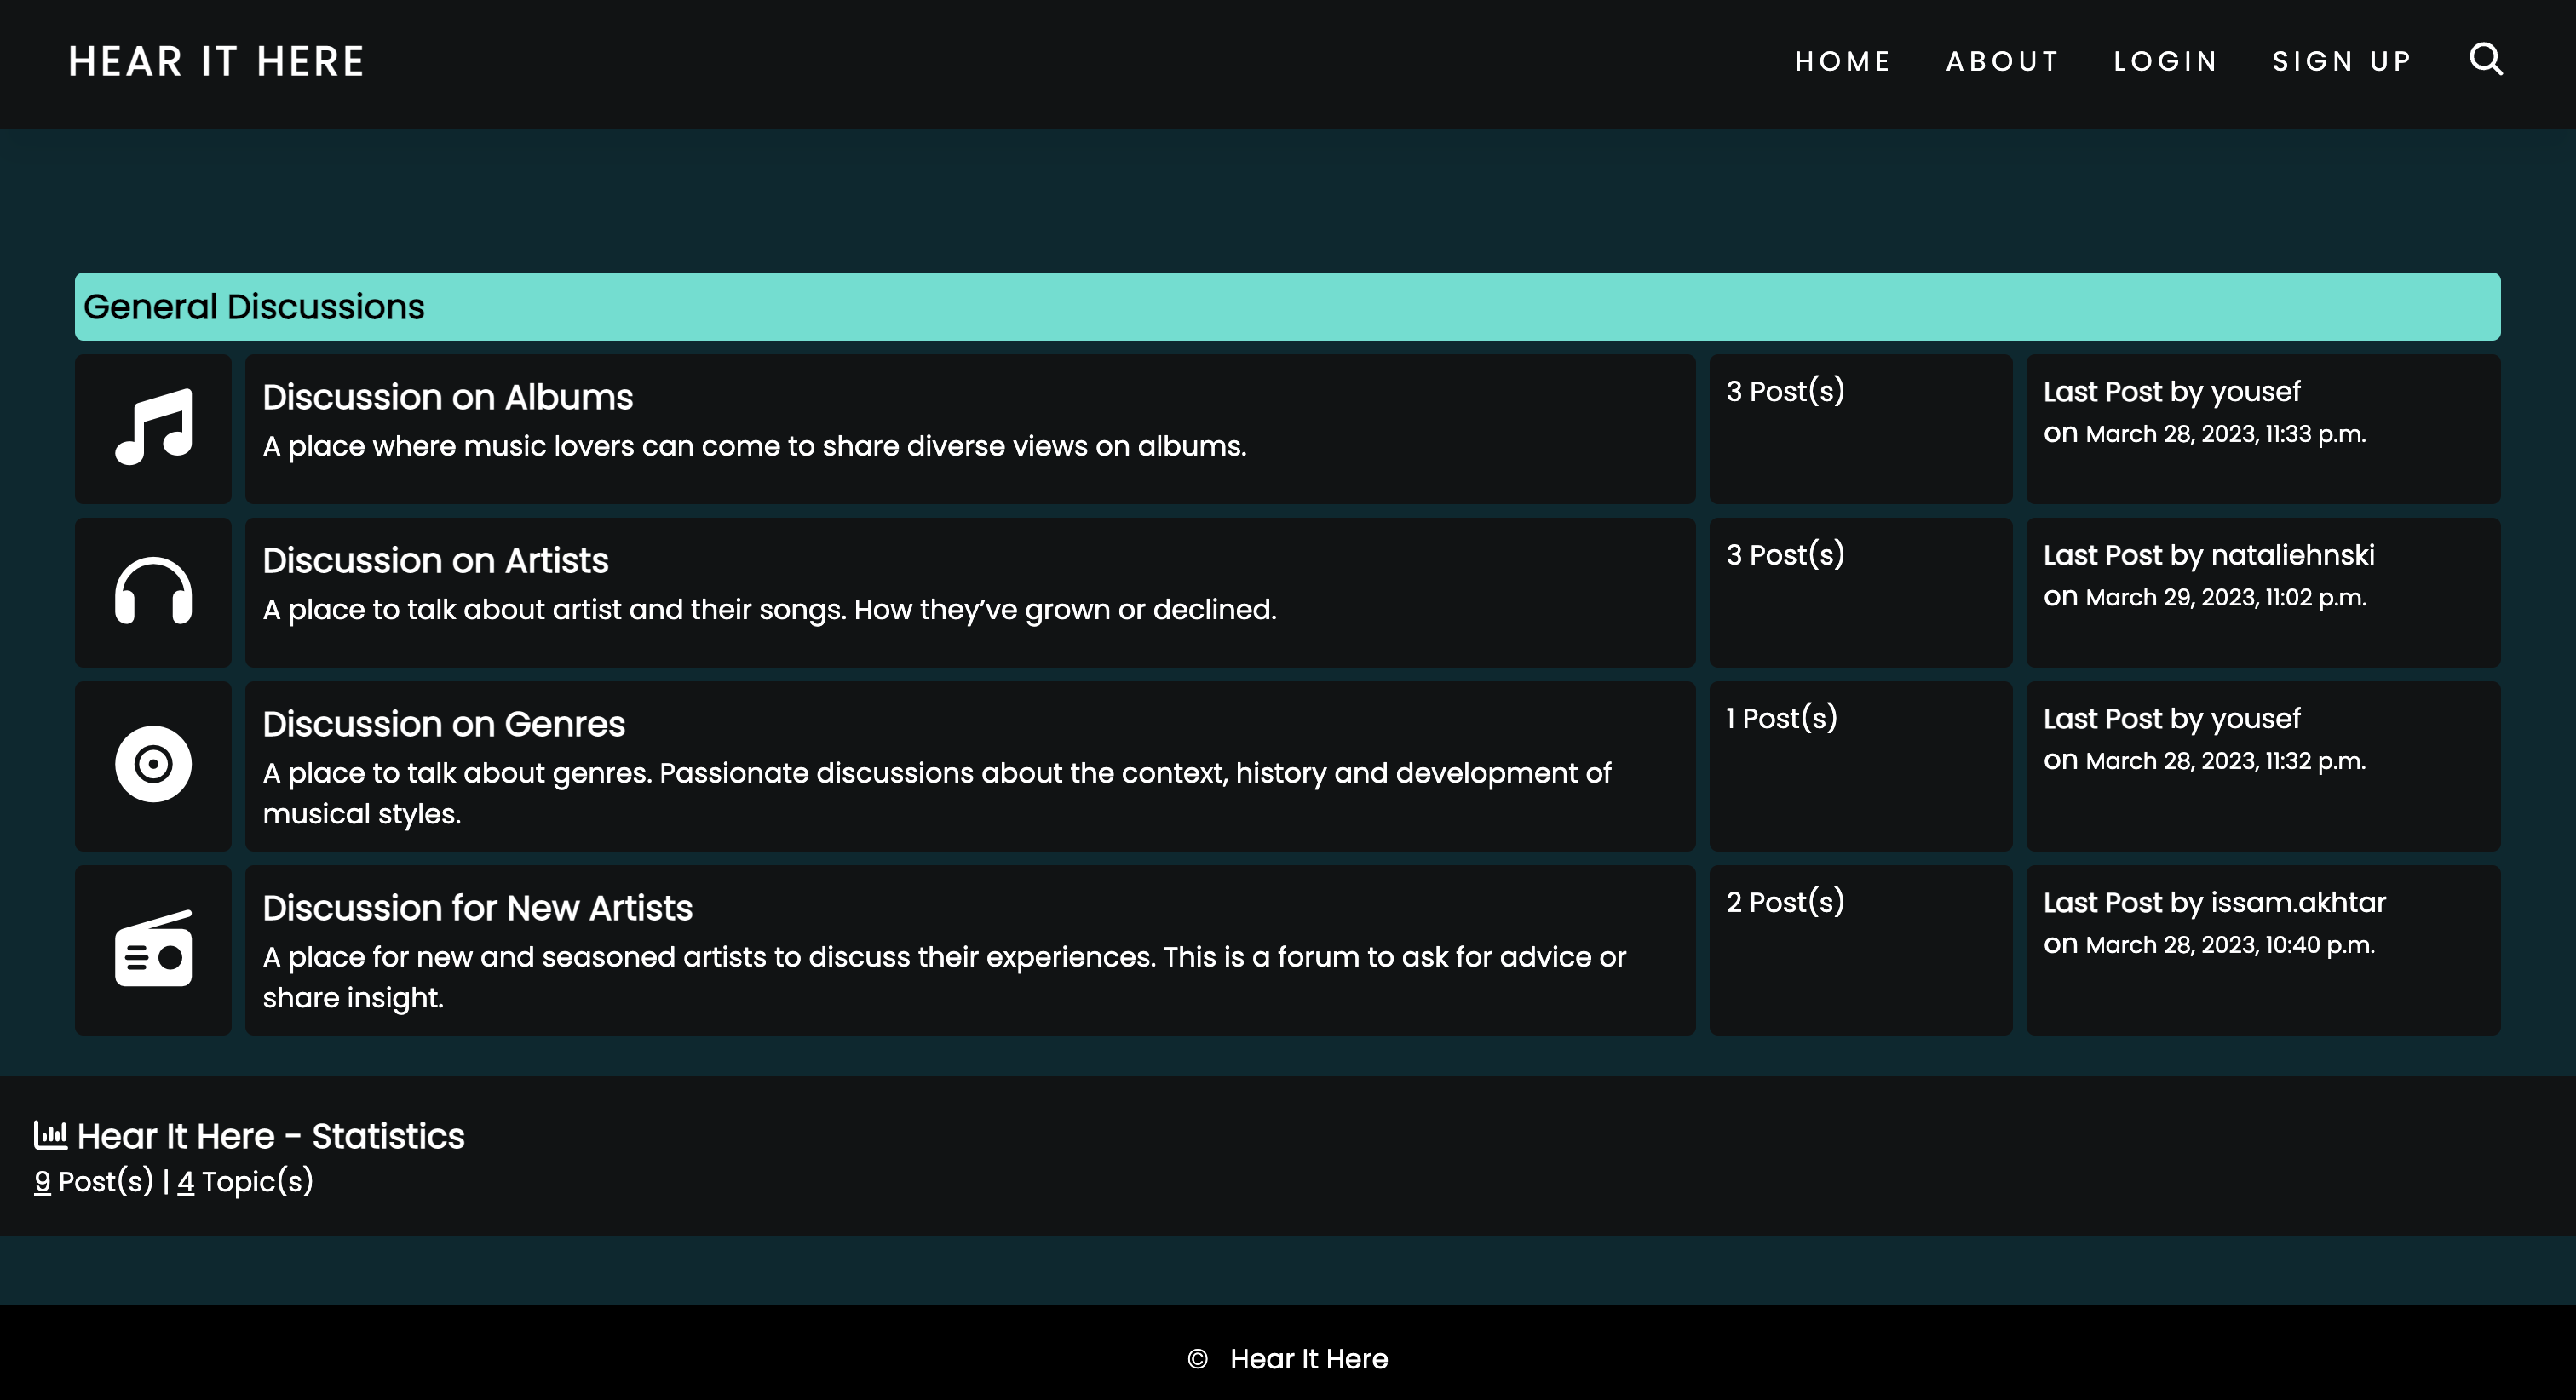 HEAR IT HERE
HOME ABOUT LOGIN SIGN UP
General Discussions
Discussion on Albums
A place where music lovers can come to share diverse views on albums.
3 Post(s)
Last Post by yousef
on March 28, 2023, 11:33 p.m.
Discussion on Artists
A place to talk about artist and their songs. How they’ve grown or declined.
3 Post(s)
Last Post by nataliehnski
on March 29, 2023, 11:02 p.m.
Discussion on Genres
A place to talk about genres. Passionate discussions about the context, history and development of
musical styles.
1 Post(s)
Last Post by yousef
on March 28, 2023, 11:32 p.m.
Discussion for New Artists
A place for new and seasoned artists to discuss their experiences. This is a forum to ask for advice or
share insight.
2 Post(s)
Last Post by issam.akhtar
on March 28, 2023, 10:40 p.m.
Hear It Here - Statistics
9 Post(s) | 4 Topic(s)
© Hear It Here